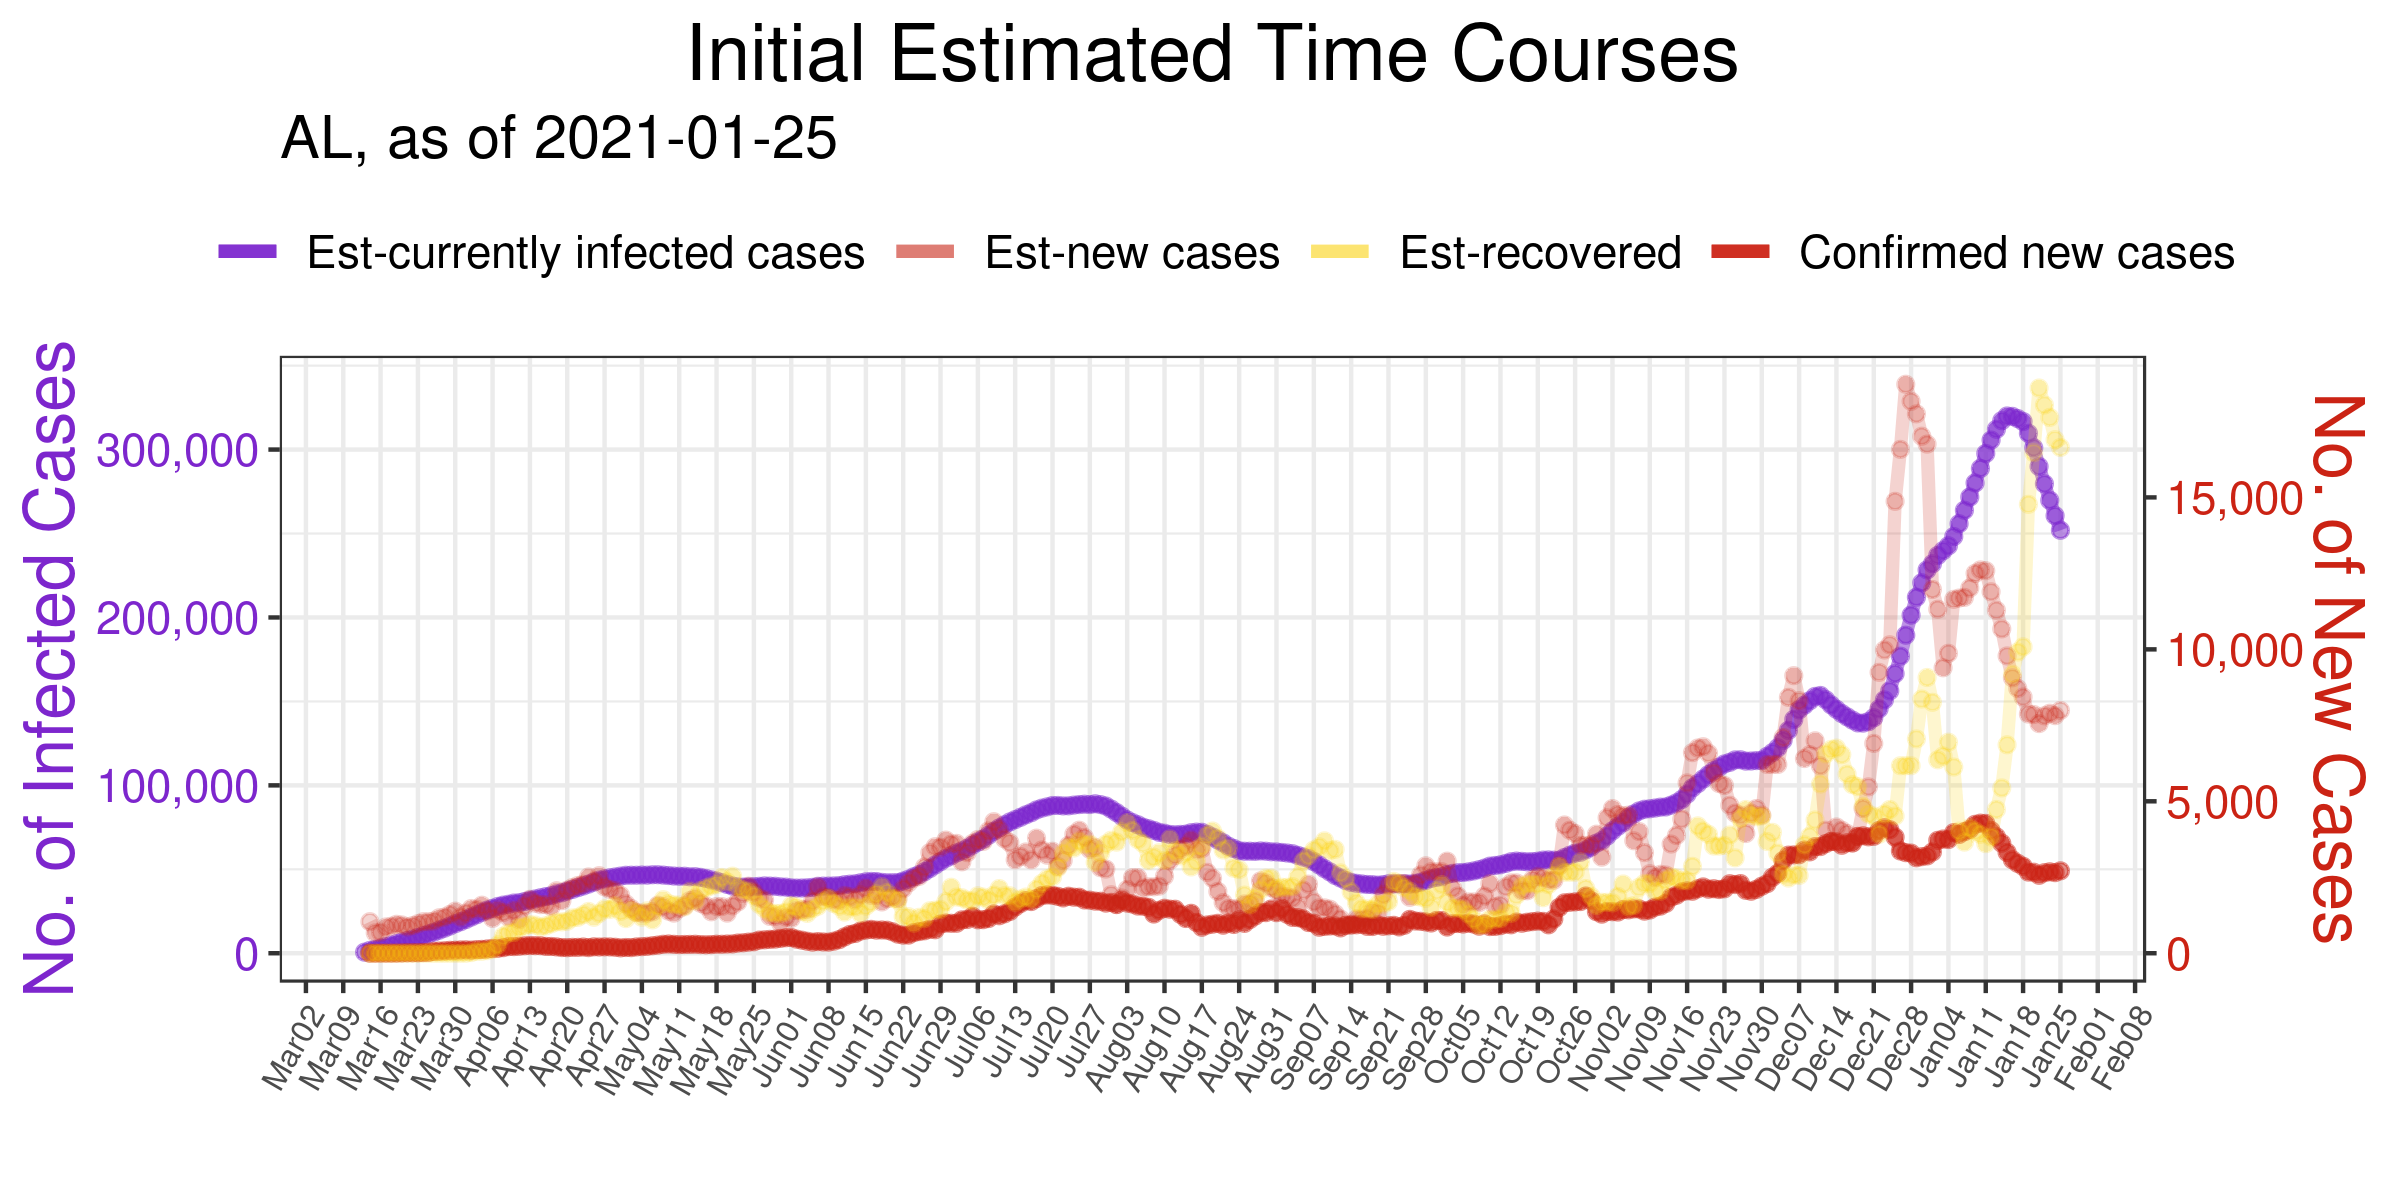 Initial Estimated Time Courses
AL, as of 2021-01-25
Est-currently infected cases
Est-new cases
Est-recovered
Confirmed new cases
No. of Infected Cases
300,000
200,000
100,000
0
No. of New Cases
15,000
10,000
5,000
0
Mar02
Mar09
Mar16
Mar23
Mar30
Apr06
Apr13
Apr20
Apr27
May04
May11
May18
May25
Jun01
Jun08
Jun15
Jun22
Jun29
Jul06
Jul13
Jul20
Jul27
Aug03
Aug10
Aug17
Aug24
Aug31
Sep07
Sep14
Sep21
Sep28
Oct05
Oct12
Oct19
Oct26
Nov02
Nov09
Nov16
Nov23
Nov30
Dec07
Dec14
Dec21
Dec28
Jan04
Jan11
Jan18
Jan25
Feb01
Feb08